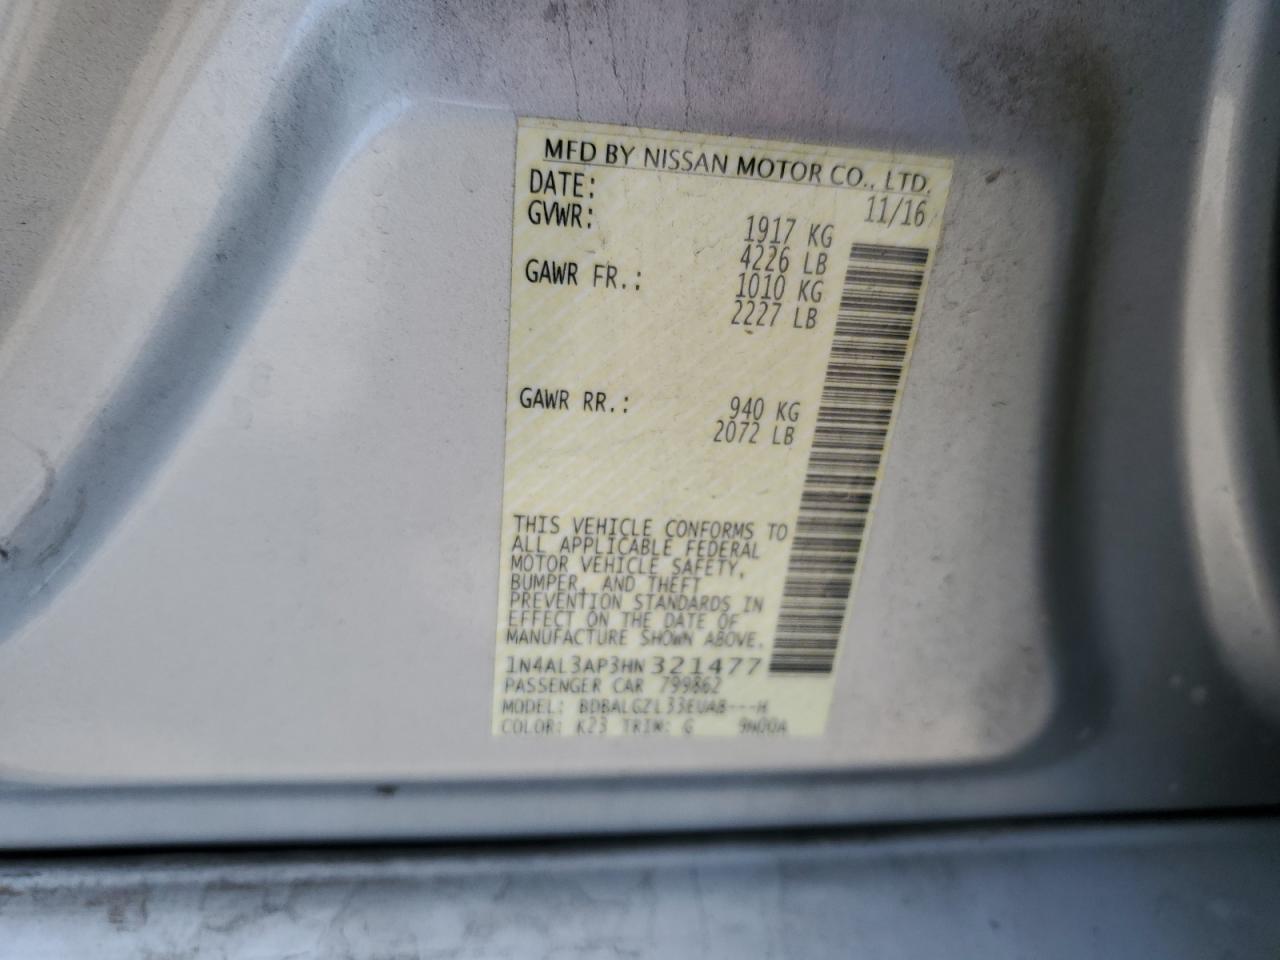 MFD BY NISSAN MOTOR CO., LTD.
DATE: 11/16
GVWR: 1917 KG
4226 LB
GAWR FR.: 1010 KG
2227 LB
GAWR RR.: 940 KG
2072 LB
THIS VEHICLE CONFORMS TO
ALL APPLICABLE FEDERAL
MOTOR VEHICLE SAFETY,
BUMPER, AND THEFT
PREVENTION STANDARDS IN
EFFECT ON THE DATE OF
MANUFACTURE SHOWN ABOVE.
1N4AL3AP3HN321477
PASSENGER CAR 799862
MODEL: BDBALGZL33EUAB---H
COLOR: K23 TRIM: G